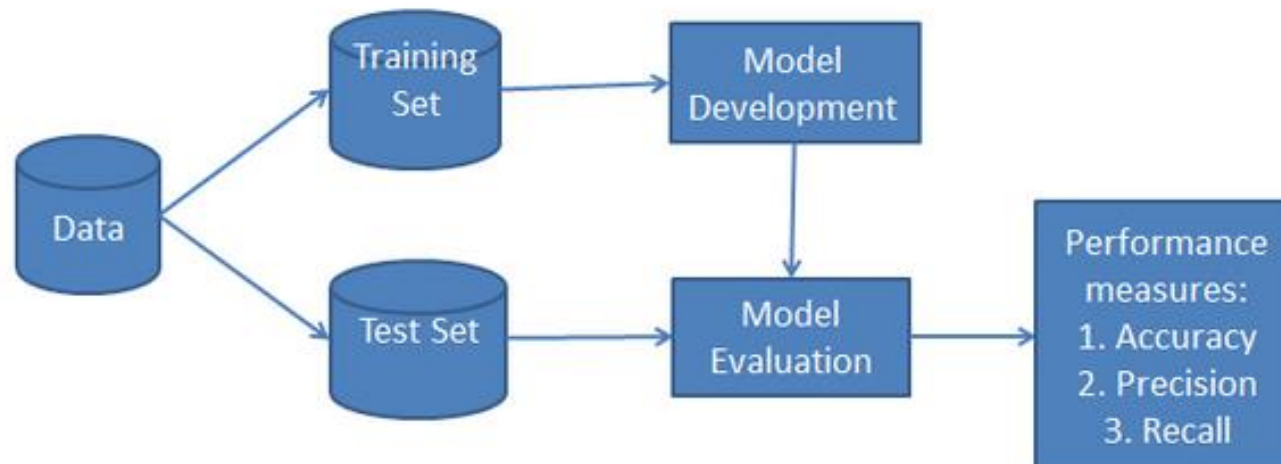 Data
Training
Set
Test Set
Model
Development
Model
Evaluation
Performance
measures:
1. Accuracy
2. Precision
3. Recall